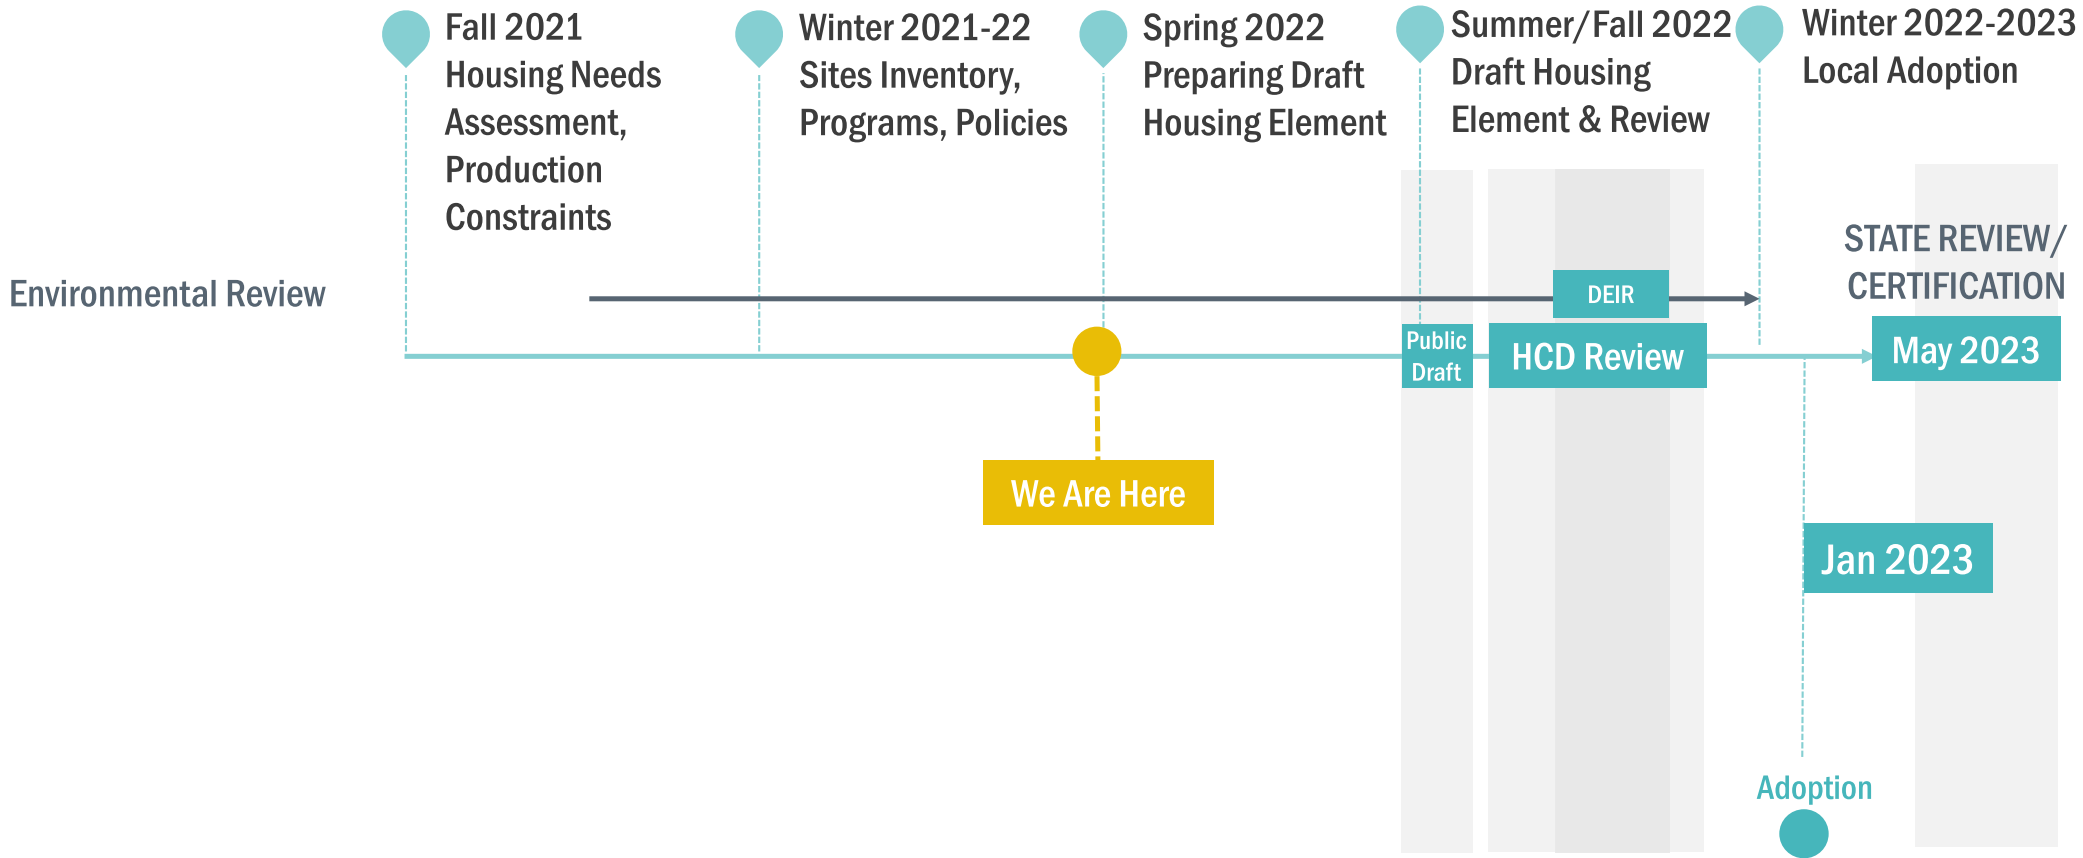 Fall 2021
Housing Needs
Assessment,
Production
Constraints
Winter 2021-22
Sites Inventory,
Programs, Policies
Spring 2022
Preparing Draft
Housing Element
Summer/Fall 2022
Draft Housing
Element & Review
Winter 2022-2023
Local Adoption
STATE REVIEW/
CERTIFICATION
Environmental Review
DEIR
Public
Draft
HCD Review
May 2023
We Are Here
Jan 2023
Adoption